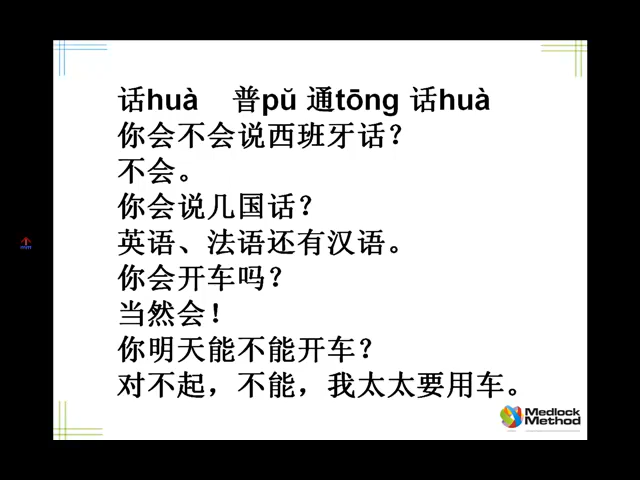 话huà 普pǔ 通tōng 话huà
你会不会说西班牙话？
不会。
你会说几国话？
英语、法语还有汉语。
你会开车吗？
当然会！
你明天能不能开车？
对不起，不能，我太太要用车。
Medlock
Method